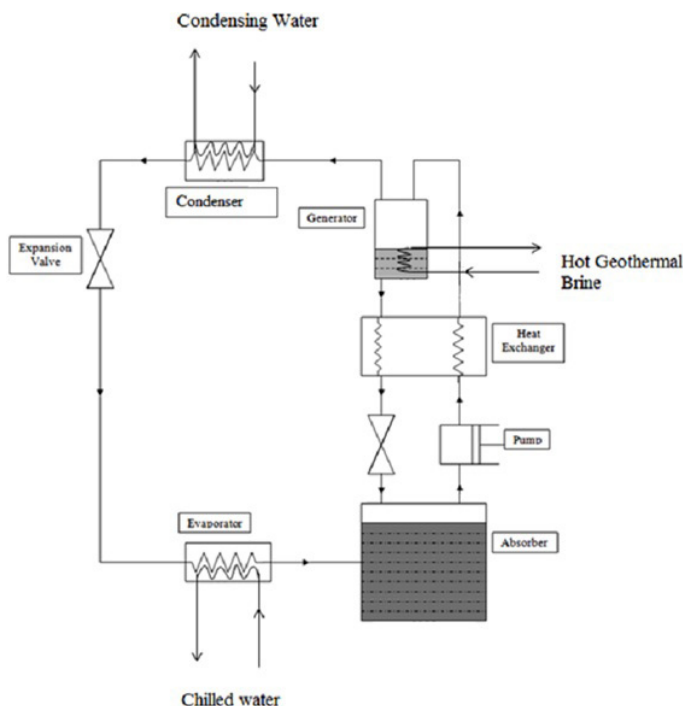 Condensing Water
Condenser
Generator
Expansion
Valve
Hot Geothermal
Brine
Heat
Exchanger
Pump
Evaporator
Absorber
Chilled water